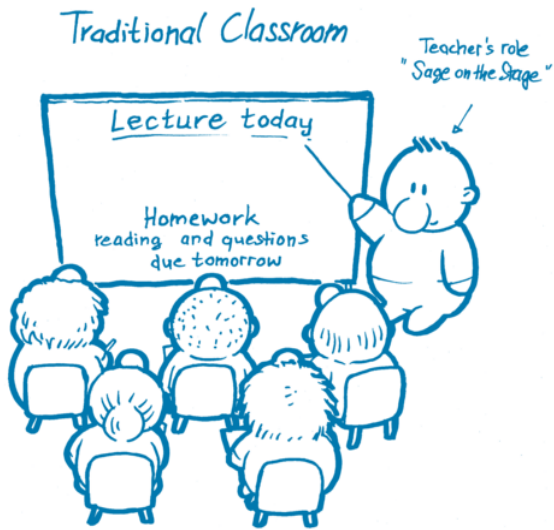 Traditional Classroom
Teacher's role
"Sage on the Stage"
Lecture today
Homework
reading and questions
due tomorrow